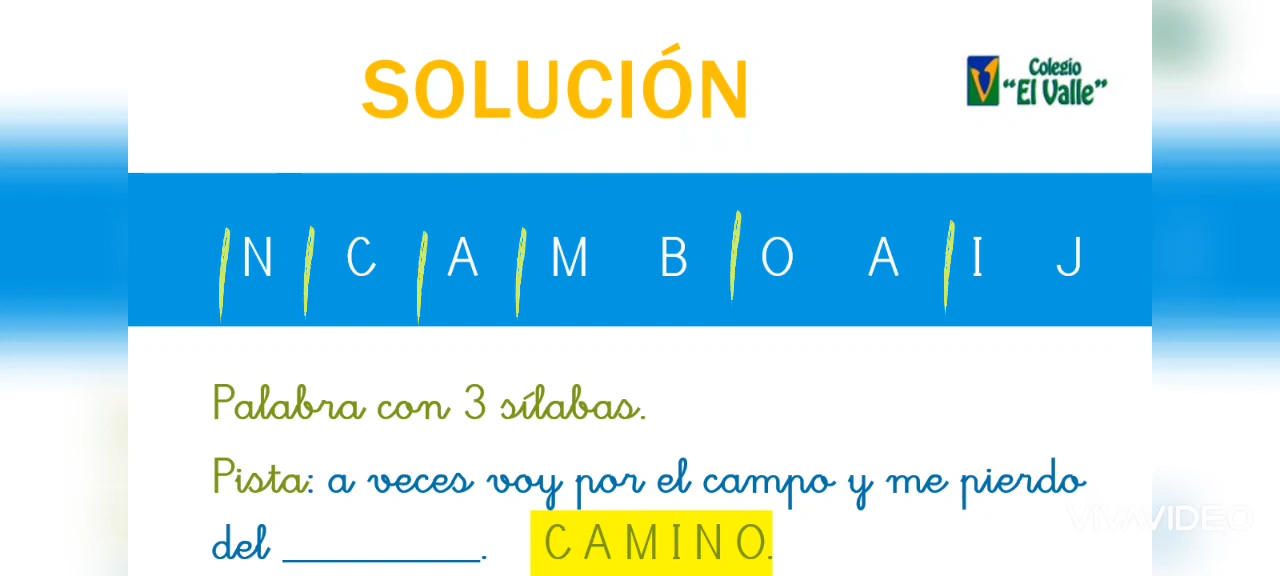 SOLUCIÓN
Colegio
“El Valle”
N C A M B O A I J
Palabra con 3 sílabas.
Pista: a veces voy por el campo y me pierdo
del __________. CAMINO.
VIVAVIDEO